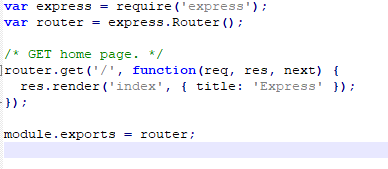 var express = require('express');
var router = express.Router();
/* GET home page. */
router.get('/', function(req, res, next) {
  res.render('index', { title: 'Express' });
});
module.exports = router;